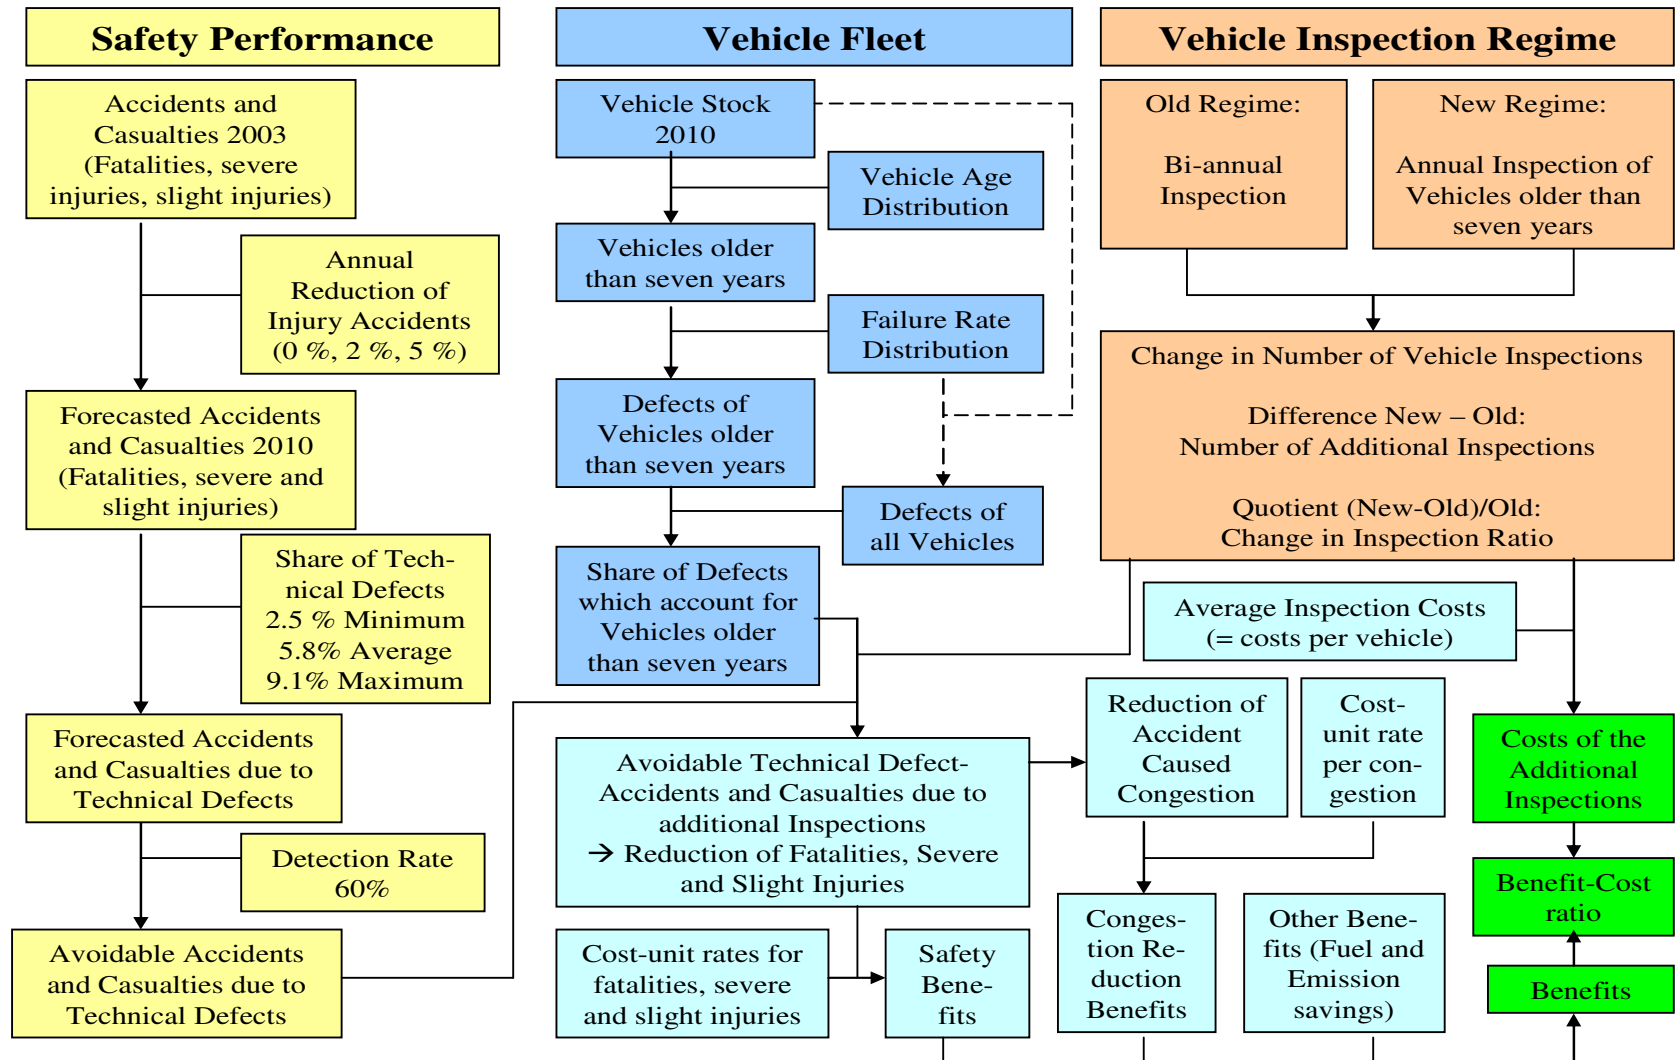 Safety Performance
Accidents and
Casualties 2003
(Fatalities, severe
injuries, slight injuries)
Annual
Reduction of
Injury Accidents
(0 %, 2 %, 5 %)
Forecasted Accidents
and Casualties 2010
(Fatalities, severe and
slight injuries)
Share of Tech-
nical Defects
2.5 % Minimum
5.8% Average
9.1% Maximum
Forecasted Accidents
and Casualties due to
Technical Defects
Detection Rate
60%
Avoidable Accidents
and Casualties due to
Technical Defects
Vehicle Fleet
Vehicle Stock
2010
Vehicle Age
Distribution
Vehicles older
than seven years
Failure Rate
Distribution
Defects of
Vehicles older
than seven years
Defects of
all Vehicles
Share of Defects
which account for
Vehicles older
than seven years
Vehicle Inspection Regime
Old Regime:
Bi-annual
Inspection
New Regime:
Annual Inspection of
Vehicles older than
seven years
Change in Number of Vehicle Inspections
Difference New – Old:
Number of Additional Inspections
Quotient (New-Old)/Old:
Change in Inspection Ratio
Average Inspection Costs
(= costs per vehicle)
Avoidable Technical Defect-
Accidents and Casualties due to
additional Inspections
→ Reduction of Fatalities, Severe
and Slight Injuries
Reduction of
Accident
Caused
Congestion
Cost-
unit rate
per con-
gestion
Costs of the
Additional
Inspections
Benefit-Cost
ratio
Benefits
Cost-unit rates for
fatalities, severe
and slight injuries
Safety
Bene-
fits
Conges-
tion Re-
duction
Benefits
Other Bene-
fits (Fuel and
Emission
savings)